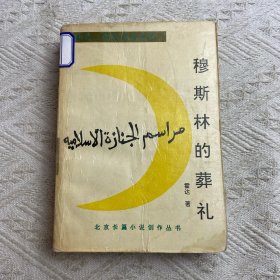 穆斯林的葬礼
مراسم الجنازة الاسلاميه
霍达 著
北京长篇小说创作丛书